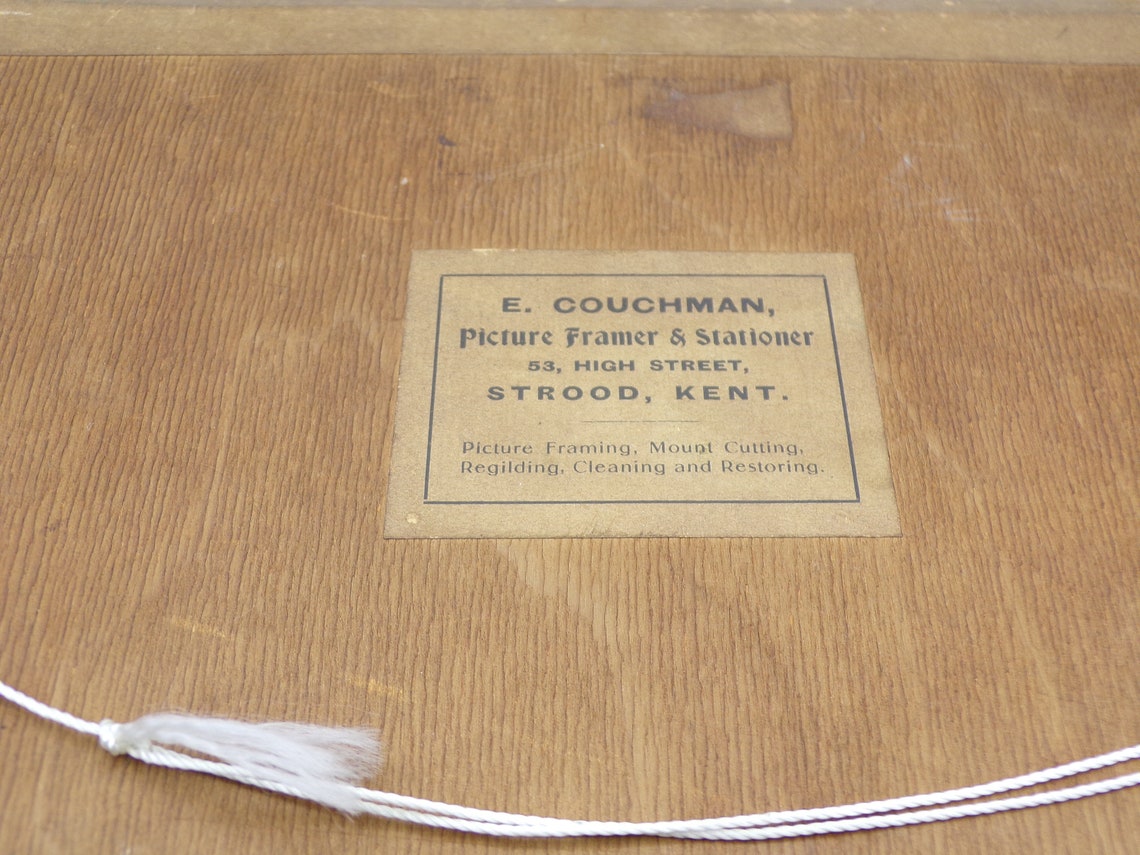 E. COUCHMAN,
Picture Framer & Stationer
53, HIGH STREET,
STROOD, KENT.
Picture Framing, Mount Cutting,
Regilding, Cleaning and Restoring.